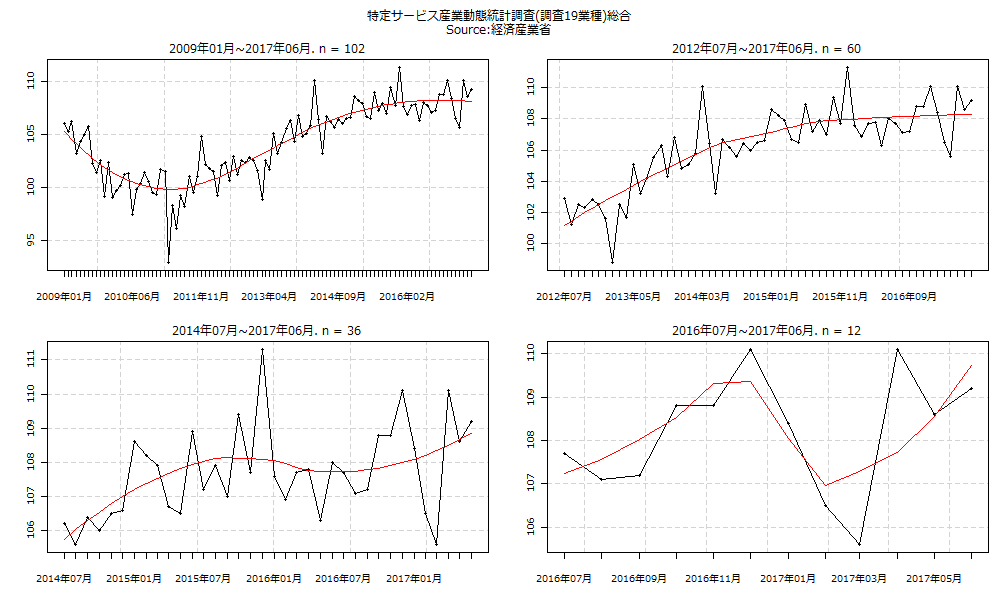 特定サービス産業動態統計調査(調査19業種)総合
Source:経済産業省
2009年01月~2017年06月. n = 102
110
105
100
95
2009年01月 2010年06月 2011年11月 2013年04月 2014年09月 2016年02月
2012年07月~2017年06月. n = 60
110
108
106
104
102
100
2012年07月 2013年05月 2014年03月 2015年01月 2015年11月 2016年09月
2014年07月~2017年06月. n = 36
111
110
109
108
107
106
2014年07月 2015年01月 2015年07月 2016年01月 2016年07月 2017年01月
2016年07月~2017年06月. n = 12
110
109
108
107
106
2016年07月 2016年09月 2016年11月 2017年01月 2017年03月 2017年05月